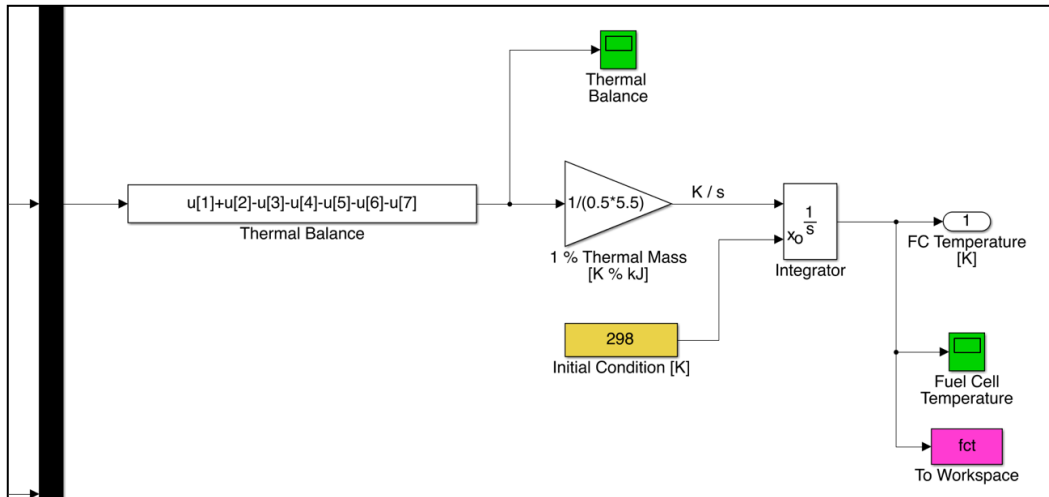 Thermal
Balance
u[1]+u[2]-u[3]-u[4]-u[5]-u[6]-u[7]
Thermal Balance
1/(0.5*5.5)
K / s
1 % Thermal Mass
[K % kJ]
xo
1
s
Integrator
1
FC Temperature
[K]
298
Initial Condition [K]
Fuel Cell
Temperature
fct
To Workspace